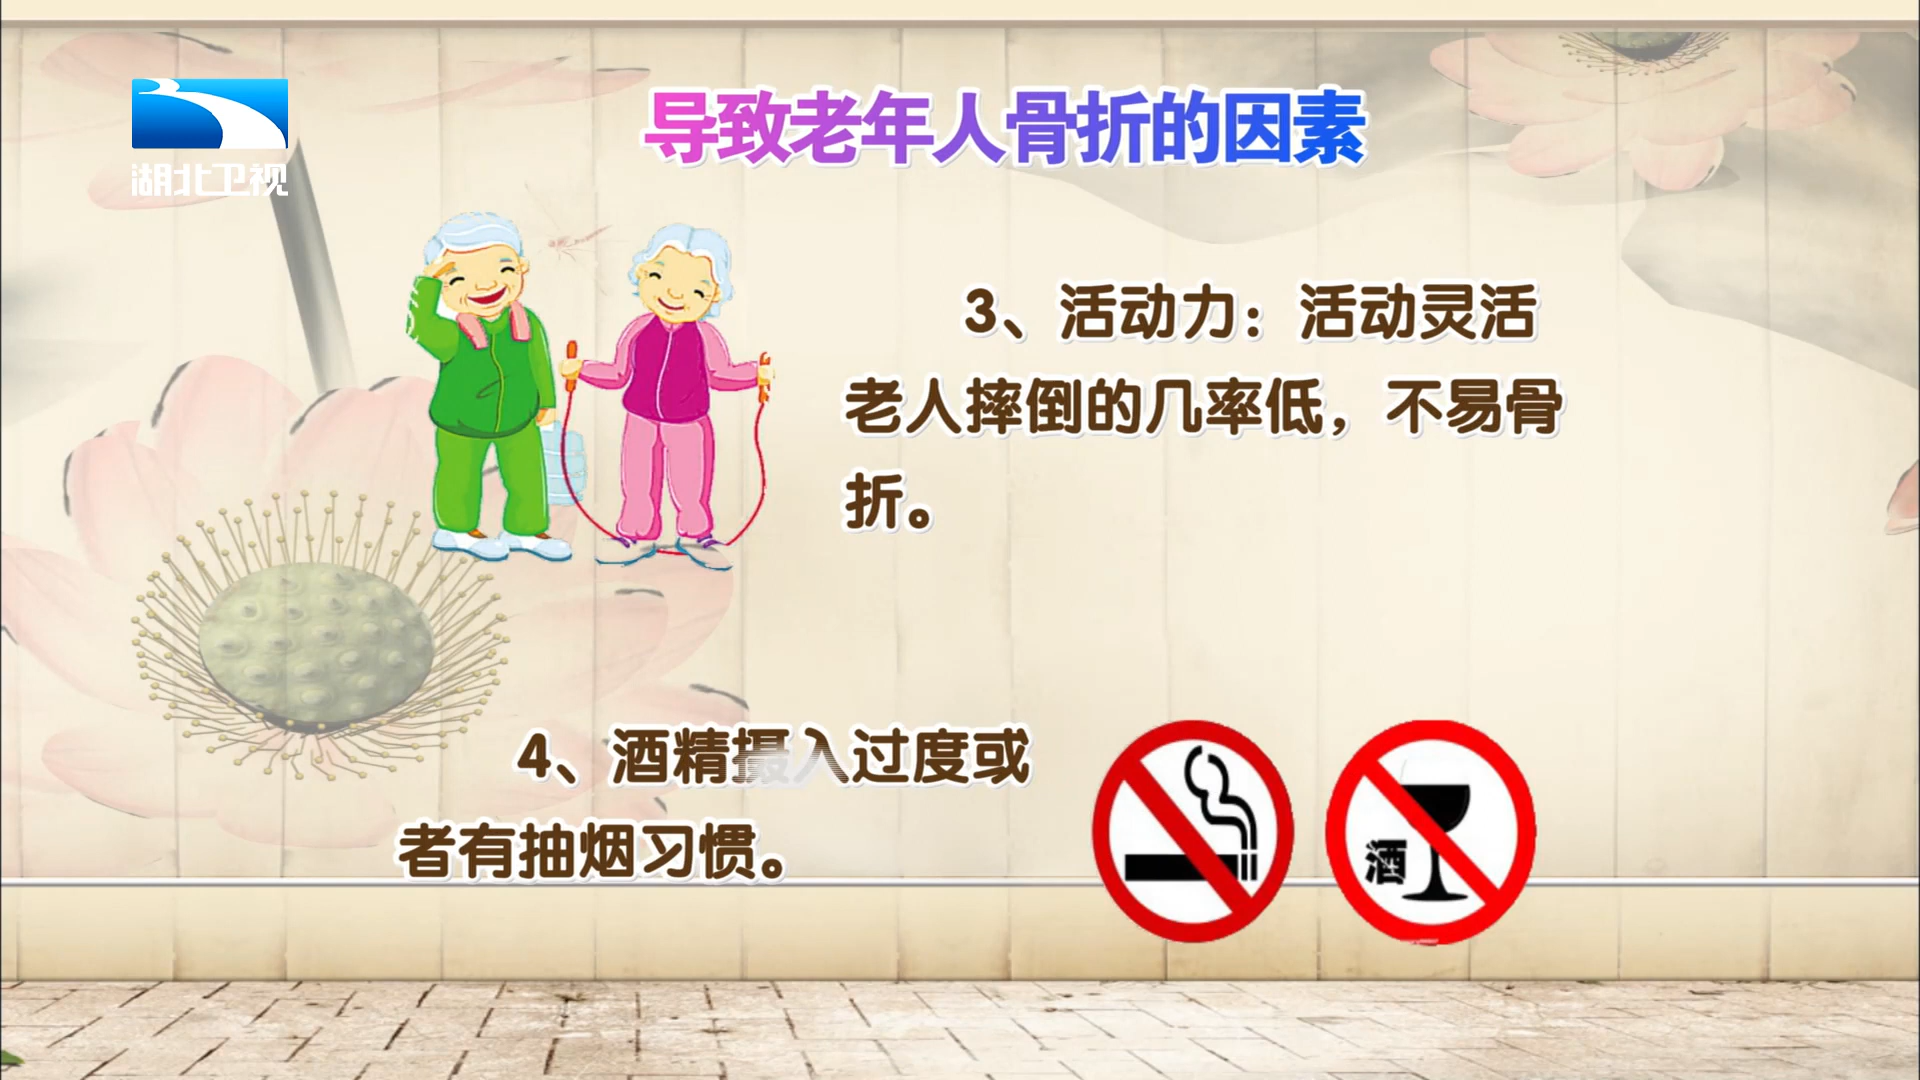 湖北卫视
导致老年人骨折的因素
3、活动力：活动灵活
老人摔倒的几率低，不易骨
折。
4、酒精摄入过度或
者有抽烟习惯。
酒